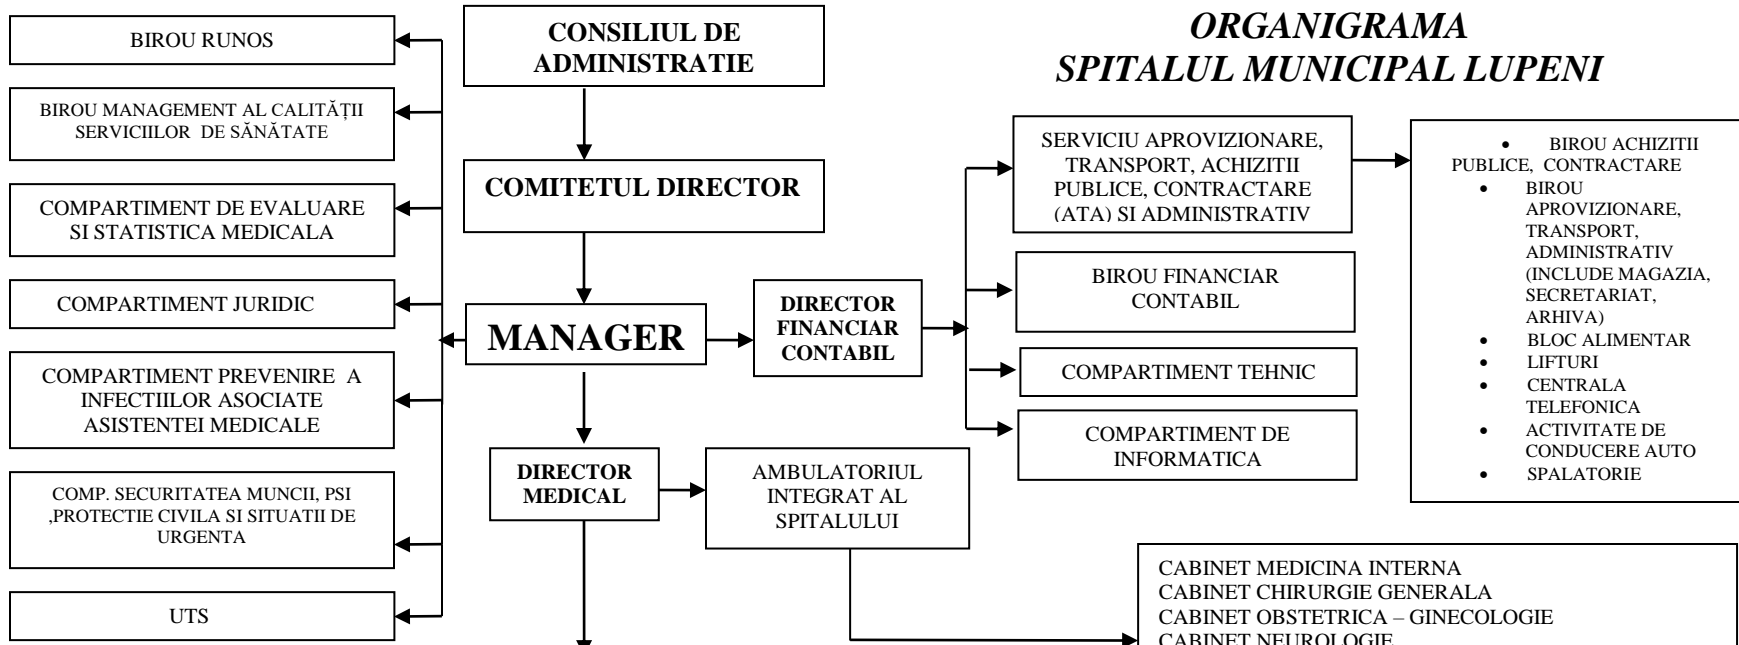 ORGANIGRAMA
SPITALUL MUNICIPAL LUPENI
CONSILIUL DE
ADMINISTRATIE
COMITETUL DIRECTOR
MANAGER
BIROU RUNOS
BIROU MANAGEMENT AL CALITĂȚII
SERVICIILOR DE SĂNĂTATE
COMPARTIMENT DE EVALUARE
SI STATISTICA MEDICALA
COMPARTIMENT JURIDIC
COMPARTIMENT PREVENIRE A
INFECTIILOR ASOCIATE
ASISTENTEI MEDICALE
COMP. SECURITATEA MUNCII, PSI
,PROTECTIE CIVILA SI SITUATII DE
URGENTA
UTS
DIRECTOR
FINANCIAR
CONTABIL
SERVICIU APROVIZIONARE,
TRANSPORT, ACHIZITII
PUBLICE, CONTRACTARE
(ATA) SI ADMINISTRATIV
BIROU FINANCIAR
CONTABIL
COMPARTIMENT TEHNIC
COMPARTIMENT DE
INFORMATICA
• BIROU ACHIZITII
PUBLICE, CONTRACTARE
• BIROU
APROVIZIONARE,
TRANSPORT,
ADMINISTRATIV
(INCLUDE MAGAZIA,
SECRETARIAT,
ARHIVA)
• BLOC ALIMENTAR
• LIFTURI
• CENTRALA
TELEFONICA
• ACTIVITATE DE
CONDUCERE AUTO
• SPALATORIE
DIRECTOR
MEDICAL
AMBULATORIUL
INTEGRAT AL
SPITALULUI
CABINET MEDICINA INTERNA
CABINET CHIRURGIE GENERALA
CABINET OBSTETRICA – GINECOLOGIE
CABINET NEUROLOGIE